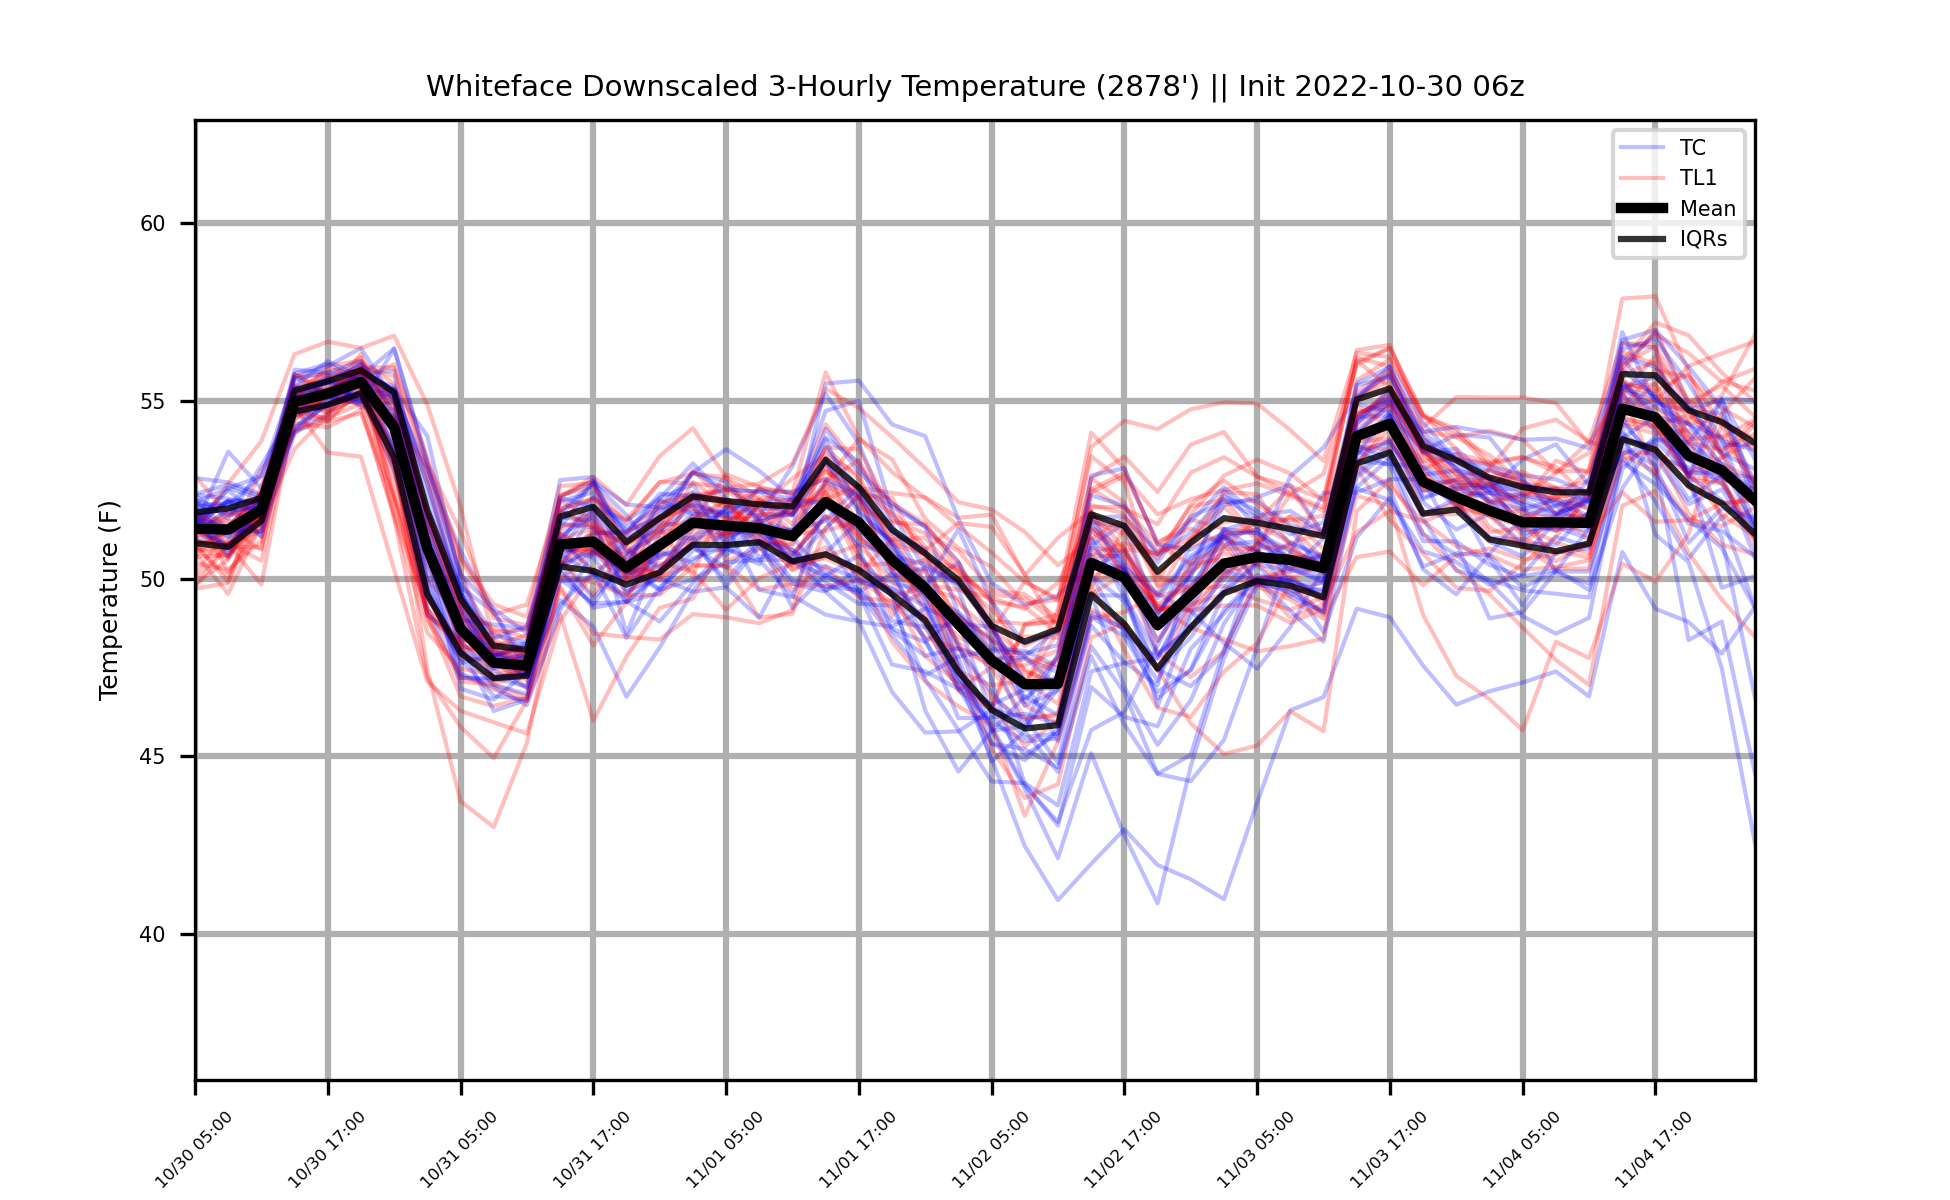 Whiteface Downscaled 3-Hourly Temperature (2878') || Init 2022-10-30 06z
TC
TL1
Mean
IQRs
Temperature (F)
60
55
50
45
40
10/30 05:00
10/30 17:00
10/31 05:00
10/31 17:00
11/01 05:00
11/01 17:00
11/02 05:00
11/02 17:00
11/03 05:00
11/03 17:00
11/04 05:00
11/04 17:00